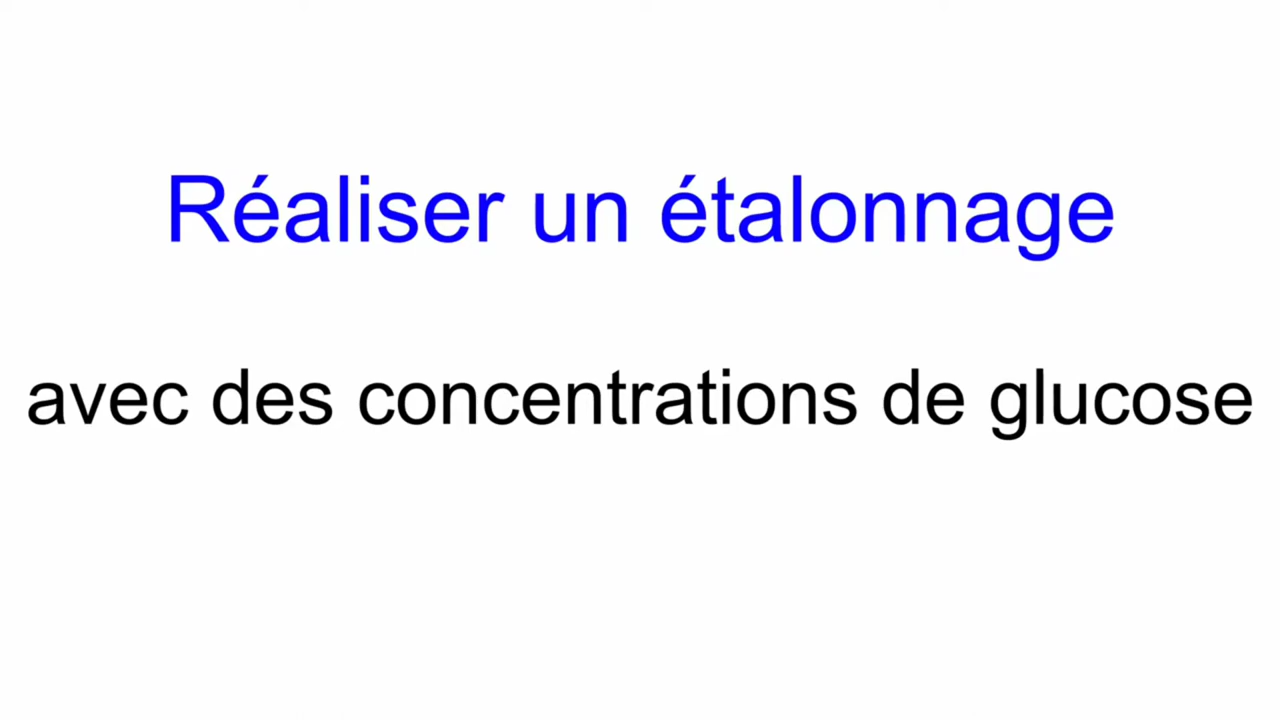 Réaliser un étalonnage
avec des concentrations de glucose